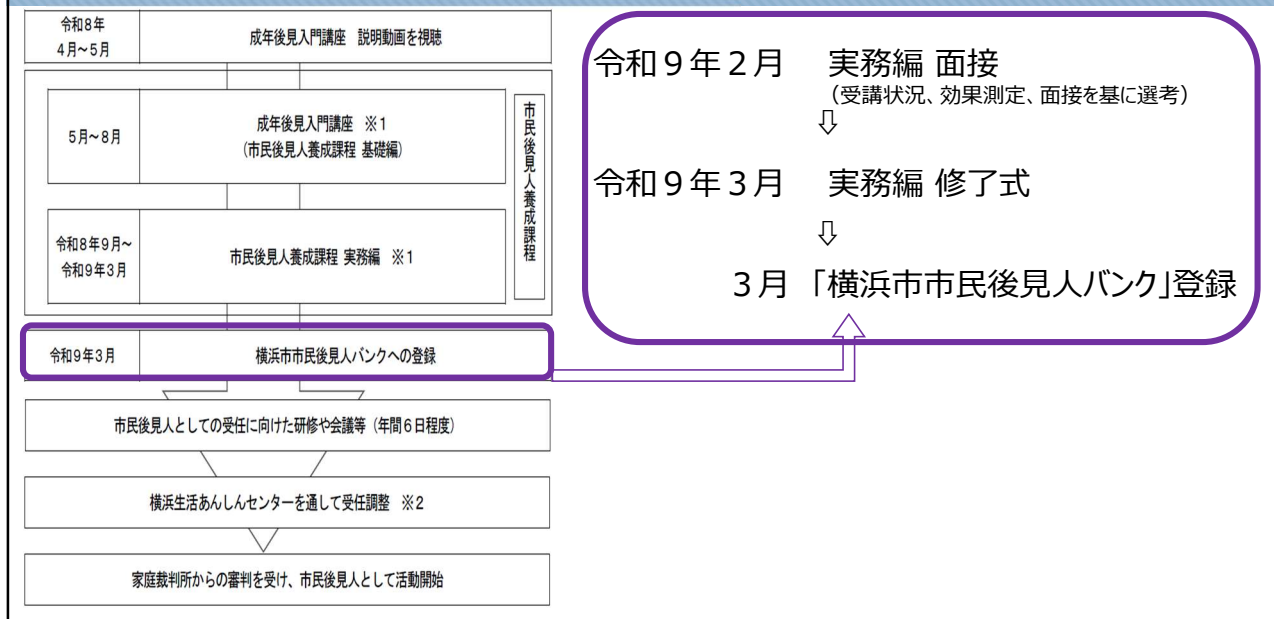 令和8年
4月~5月
成年後見入門講座 説明動画を視聴
5月~8月
成年後見入門講座 ※1
(市民後見人養成課程 基礎編)
令和8年9月~
令和9年3月
市民後見人養成課程 実務編 ※1
市民後見人養成課程
令和9年3月
横浜市市民後見人バンクへの登録
市民後見人としての受任に向けた研修や会議等(年間6日程度)
横浜生活あんしんセンターを通して受任調整 ※2
家庭裁判所からの審判を受け、市民後見人として活動開始
令和9年2月 実務編 面接
(受講状況、効果測定、面接を基に選考)
⇩
令和9年3月 実務編 修了式
⇩
3月 「横浜市市民後見人バンク」登録